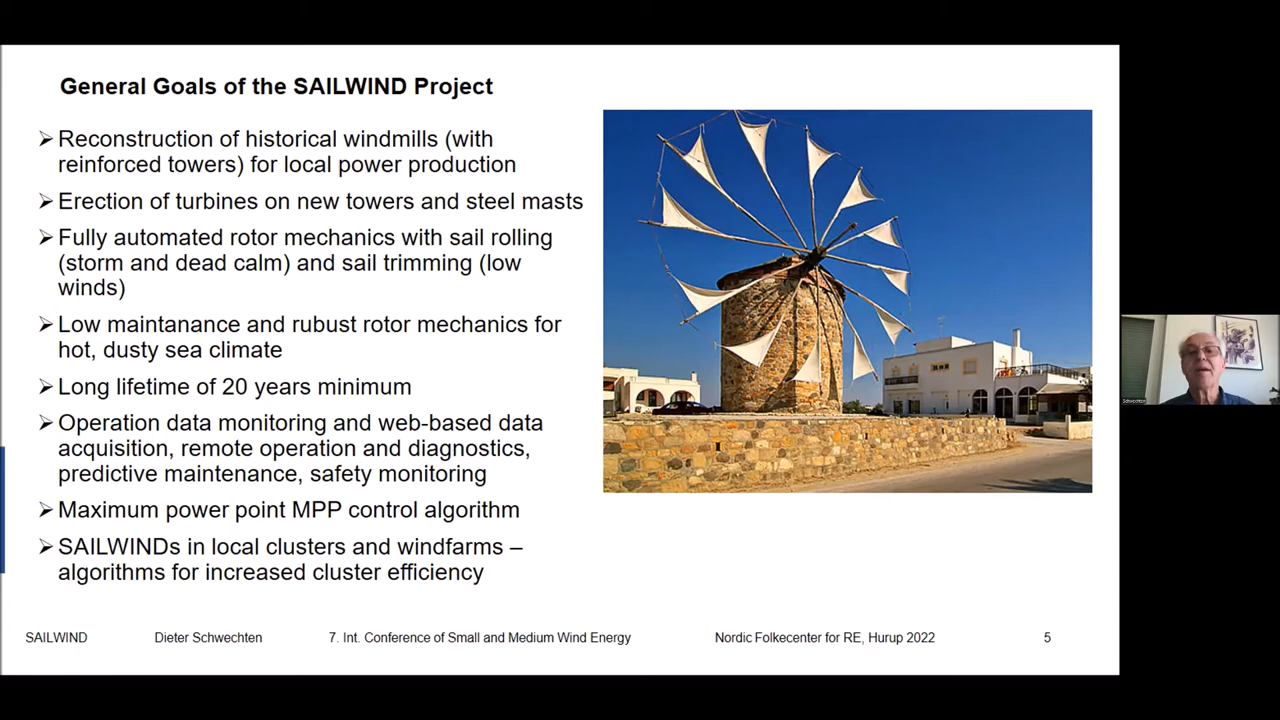 General Goals of the SAILWIND Project
➢ Reconstruction of historical windmills (with
reinforced towers) for local power production
➢ Erection of turbines on new towers and steel masts
➢ Fully automated rotor mechanics with sail rolling
(storm and dead calm) and sail trimming (low
winds)
➢ Low maintanance and rubust rotor mechanics for
hot, dusty sea climate
➢ Long lifetime of 20 years minimum
➢ Operation data monitoring and web-based data
acquisition, remote operation and diagnostics,
predictive maintenance, safety monitoring
➢ Maximum power point MPP control algorithm
➢ SAILWINDs in local clusters and windfarms –
algorithms for increased cluster efficiency
SAILWIND Dieter Schwechten 7. Int. Conference of Small and Medium Wind Energy Nordic Folkecenter for RE, Hurup 2022 5
Schwechten